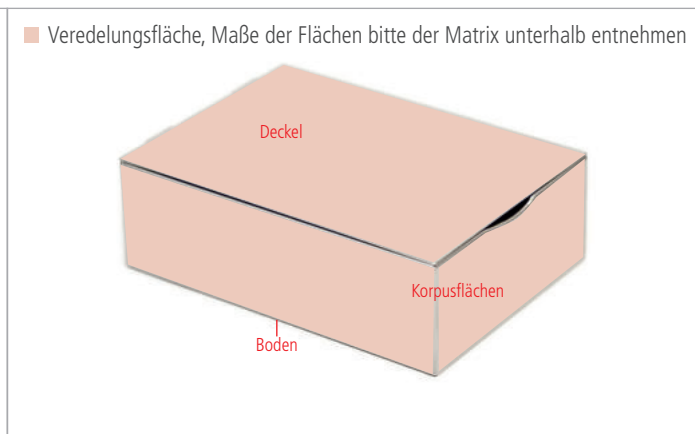 Veredelungsfläche, Maße der Flächen bitte der Matrix unterhalb entnehmen
Deckel
Korpusflächen
Boden